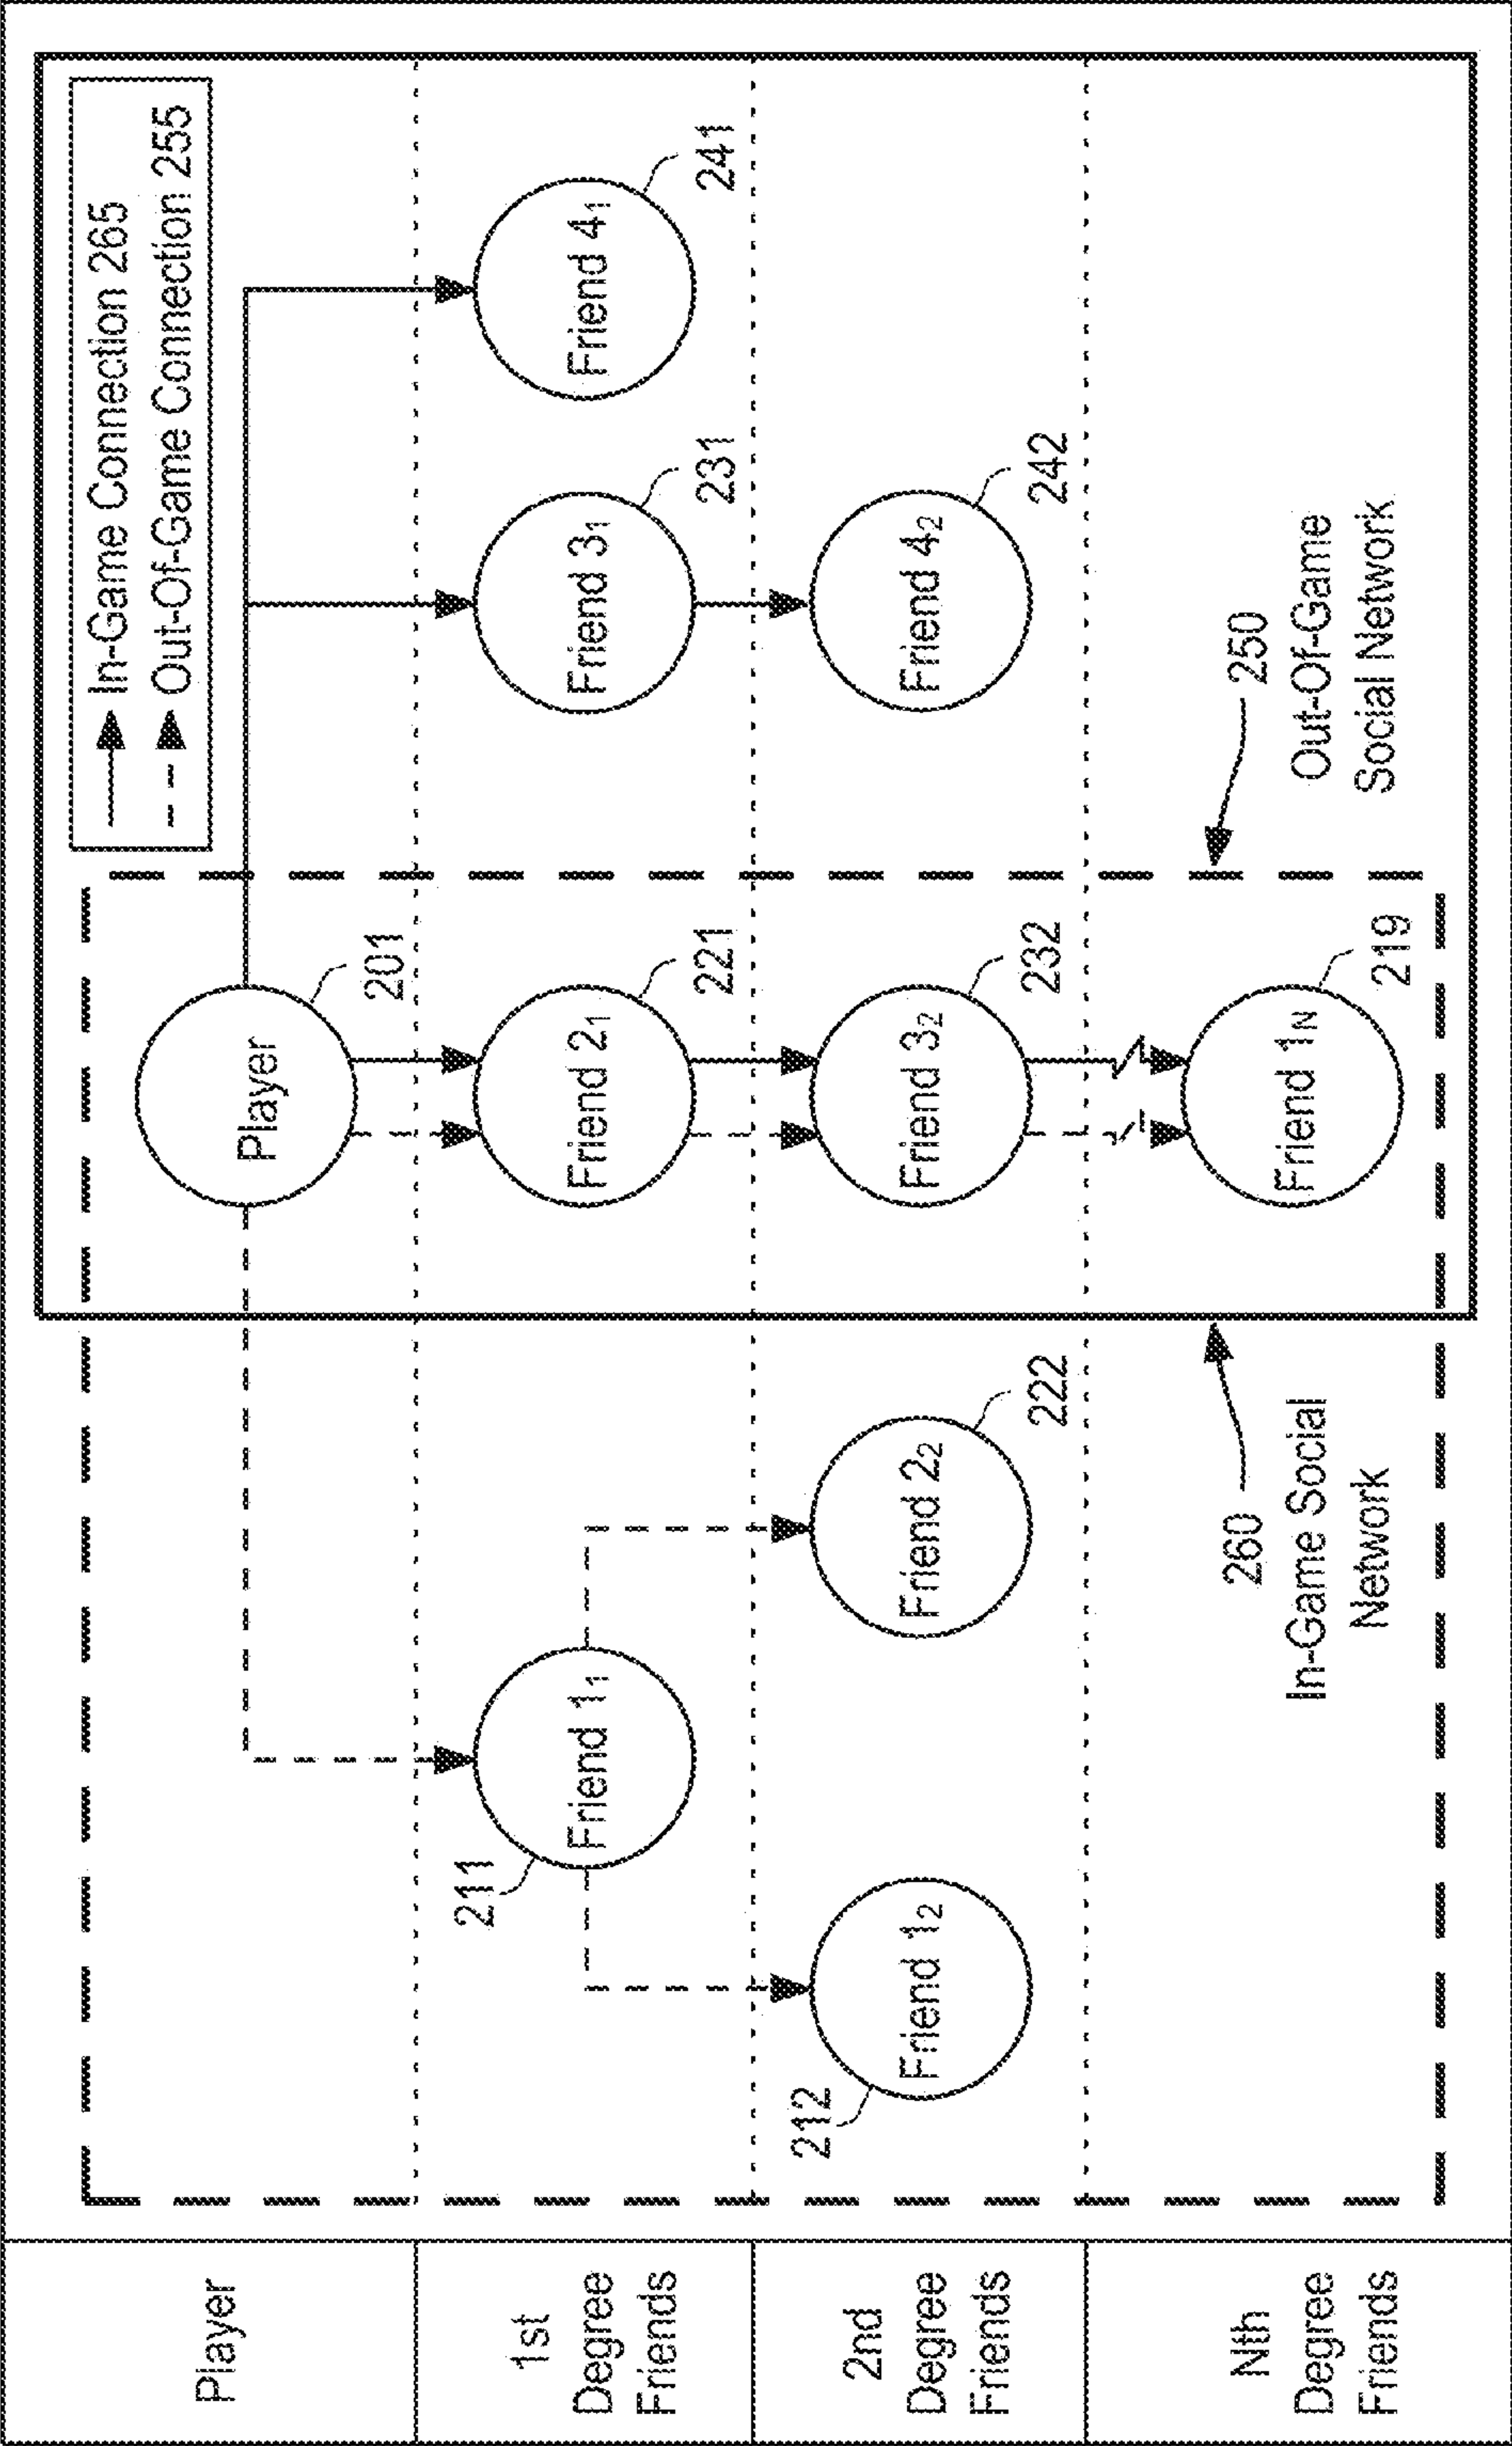 Player
1st
Degree
Friends
2nd
Degree
Friends
Nth
Degree
Friends
In-Game Connection 265
Out-Of-Game Connection 255
Player
201
211
Friend 1₁
Friend 2₁
221
Friend 3₁
231
Friend 4₁
241
212
Friend 1₂
Friend 2₂
222
Friend 3₂
232
Friend 4₂
242
260
In-Game Social
Network
Friend 1N
219
250
Out-Of-Game
Social Network